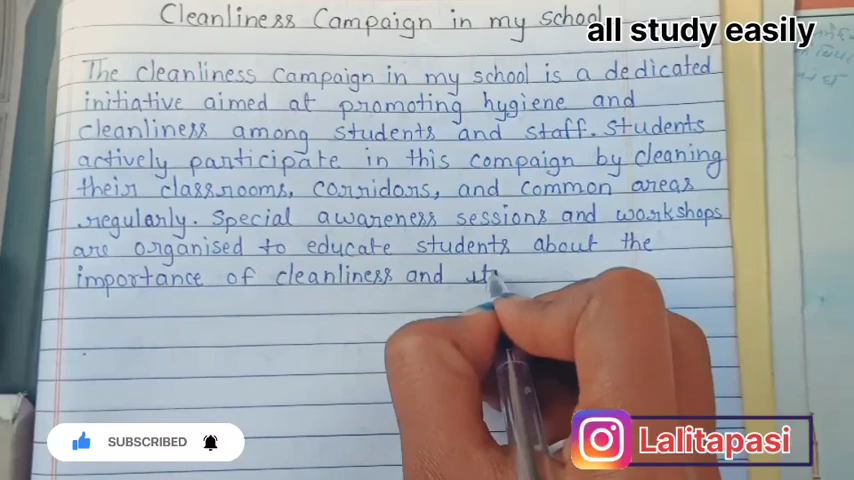 Cleanliness Campaign in my school
all study easily
The cleanliness campaign in my school is a dedicated
initiative aimed at promoting hygiene and
cleanliness among students and staff. Students
actively participate in this campaign by cleaning
their classrooms, corridors, and common areas
regularly. Special awareness sessions and workshops
are organised to educate students about the
importance of cleanliness and
SUBSCRIBED
Lalitapasi